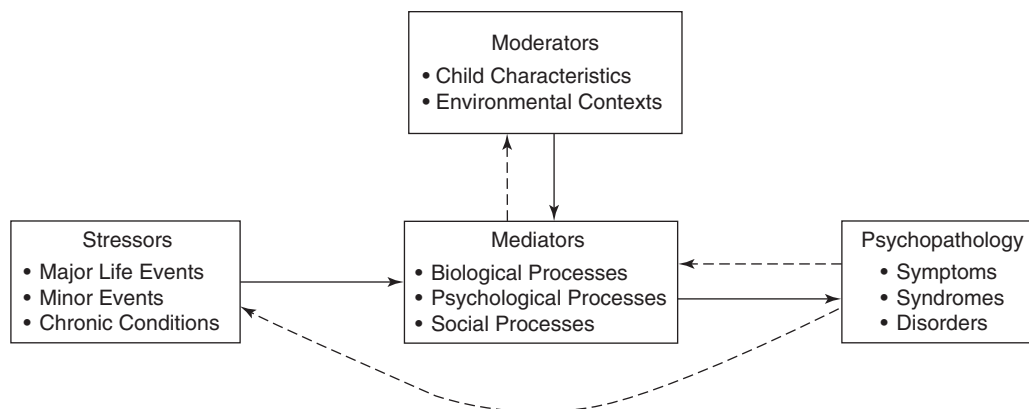 Moderators
• Child Characteristics
• Environmental Contexts
Stressors
• Major Life Events
• Minor Events
• Chronic Conditions
Mediators
• Biological Processes
• Psychological Processes
• Social Processes
Psychopathology
• Symptoms
• Syndromes
• Disorders